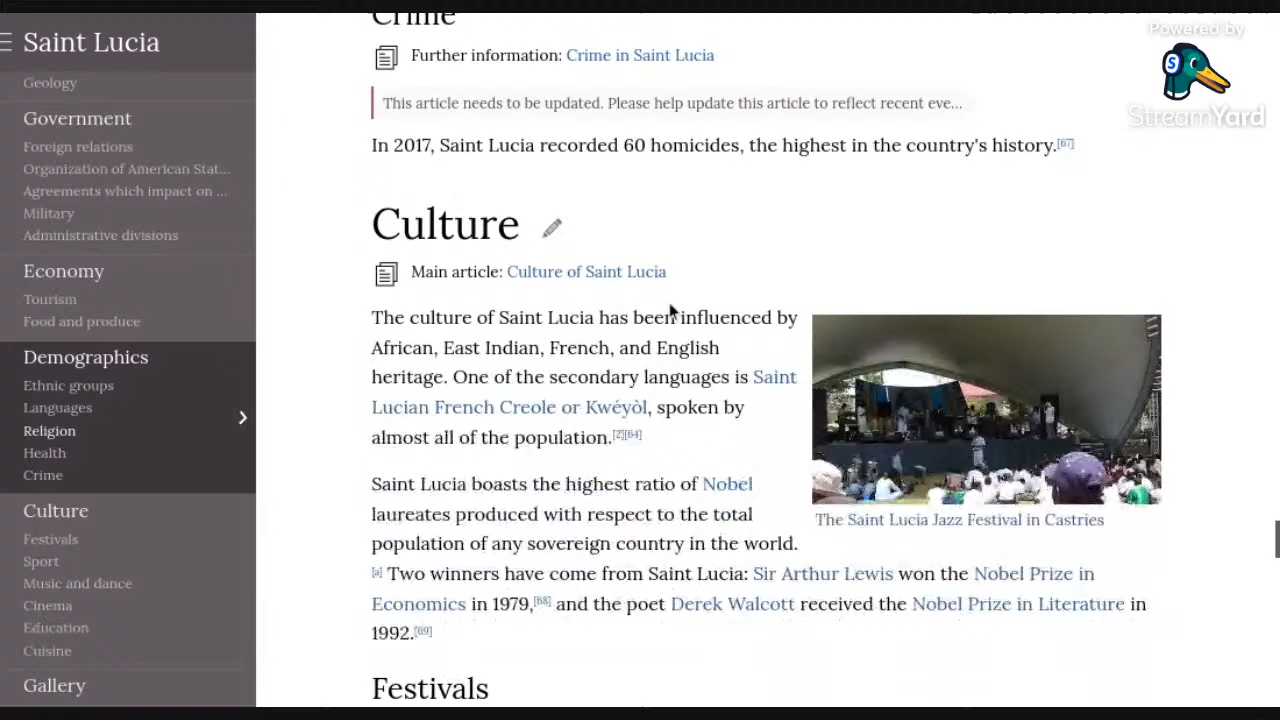 Saint Lucia
Geology
Government
Foreign relations
Organization of American Stat...
Agreements which impact on ...
Military
Administrative divisions
Economy
Tourism
Food and produce
Demographics
Ethnic groups
Languages
Religion
Health
Crime
Culture
Festivals
Sport
Music and dance
Cinema
Education
Cuisine
Gallery
Crime
Further information: Crime in Saint Lucia
This article needs to be updated. Please help update this article to reflect recent eve...
In 2017, Saint Lucia recorded 60 homicides, the highest in the country's history.[67]
Culture
Main article: Culture of Saint Lucia
The culture of Saint Lucia has been influenced by
African, East Indian, French, and English
heritage. One of the secondary languages is Saint
Lucian French Creole or Kwéyòl, spoken by
almost all of the population.[2][64]
The Saint Lucia Jazz Festival in Castries
Saint Lucia boasts the highest ratio of Nobel
laureates produced with respect to the total
population of any sovereign country in the world.
[a] Two winners have come from Saint Lucia: Sir Arthur Lewis won the Nobel Prize in
Economics in 1979,[68] and the poet Derek Walcott received the Nobel Prize in Literature in
1992.[69]
Festivals
Powered by
S
StreamYard